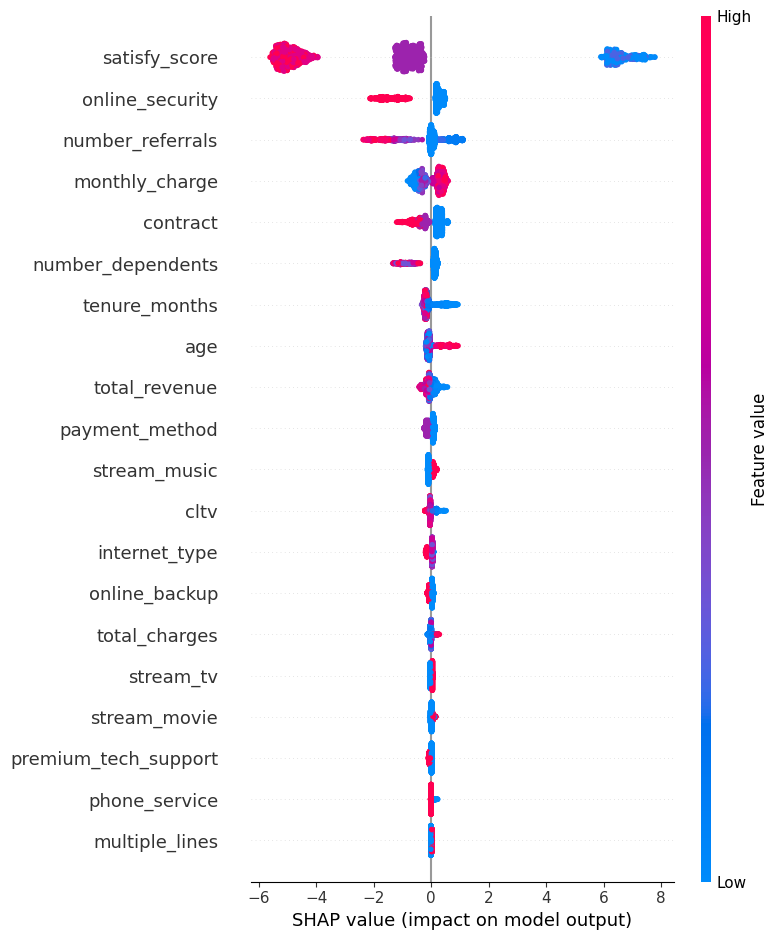 High
satisfy_score
online_security
number_referrals
monthly_charge
contract
number_dependents
tenure_months
age
total_revenue
payment_method
stream_music
cltv
internet_type
online_backup
total_charges
stream_tv
stream_movie
premium_tech_support
phone_service
multiple_lines
Feature value
Low
−6 −4 −2 0 2 4 6 8
SHAP value (impact on model output)